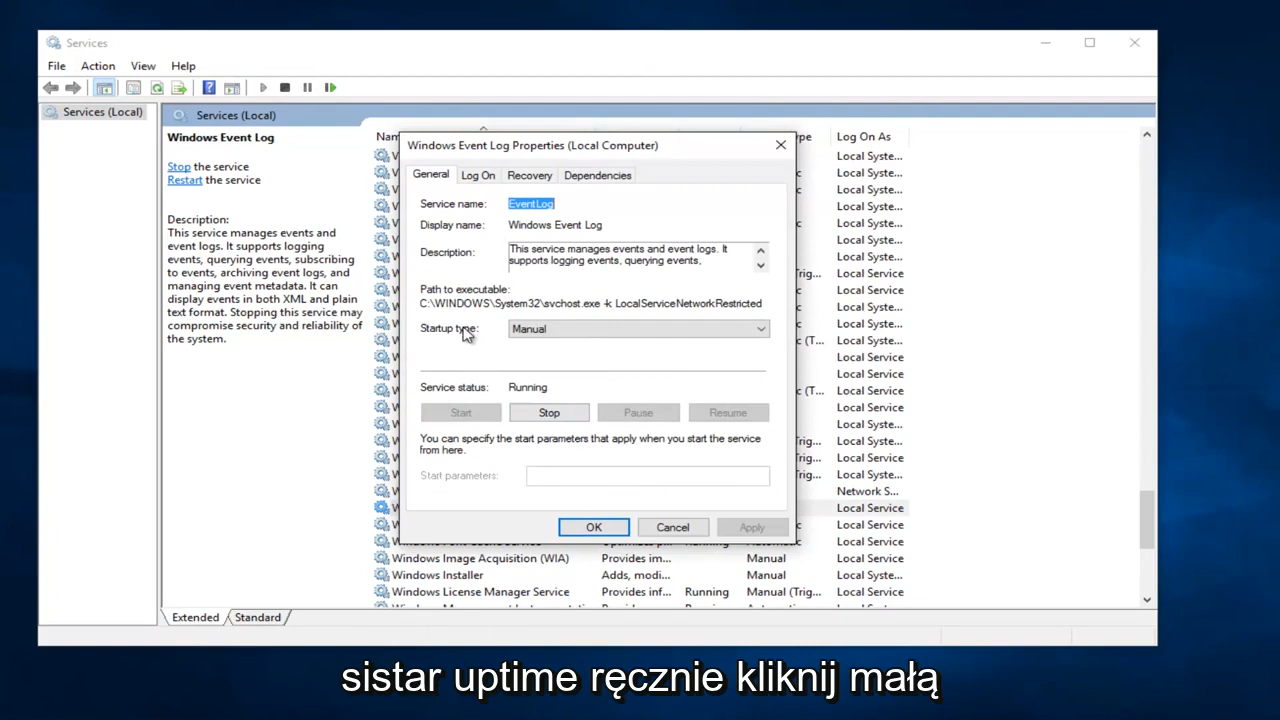 Services
File Action View Help
Services (Local)
Services (Local)
Windows Event Log
Stop the service
Restart the service
Description:
This service manages events and
event logs. It supports logging
events, querying events, subscribing
to events, archiving event logs, and
managing event metadata. It can
display events in both XML and plain
text format. Stopping this service may
compromise security and reliability of
the system.
Log On As
Local Syste...
Local Service
Local Syste...
Local Service
Local Service
Local Service
Local Syste...
Local Syste...
Local Service
Local Syste...
Local Service
Local Syste...
Local Service
Local Syste...
Local Service
Local Service
Local Syste...
Local Syste...
Local Service
Local Syste...
Network S...
Local Service
Local Service
Local Service
Windows Event Log Properties (Local Computer)
General Log On Recovery Dependencies
Service name: EventLog
Display name: Windows Event Log
Description: This service manages events and event logs. It
supports logging events, querying events,
Path to executable:
C:\WINDOWS\System32\svchost.exe -k LocalServiceNetworkRestricted
Startup type: Manual
Service status: Running
Start Stop Pause Resume
You can specify the start parameters that apply when you start the service
from here.
Start parameters:
OK Cancel Apply
Windows Image Acquisition (WIA) Provides im... Manual Local Service
Windows Installer Adds, modi... Manual Local Syste...
Windows License Manager Service Provides inf... Running Manual (Trig... Local Service
Extended Standard
sistar uptime ręcznie kliknij małą